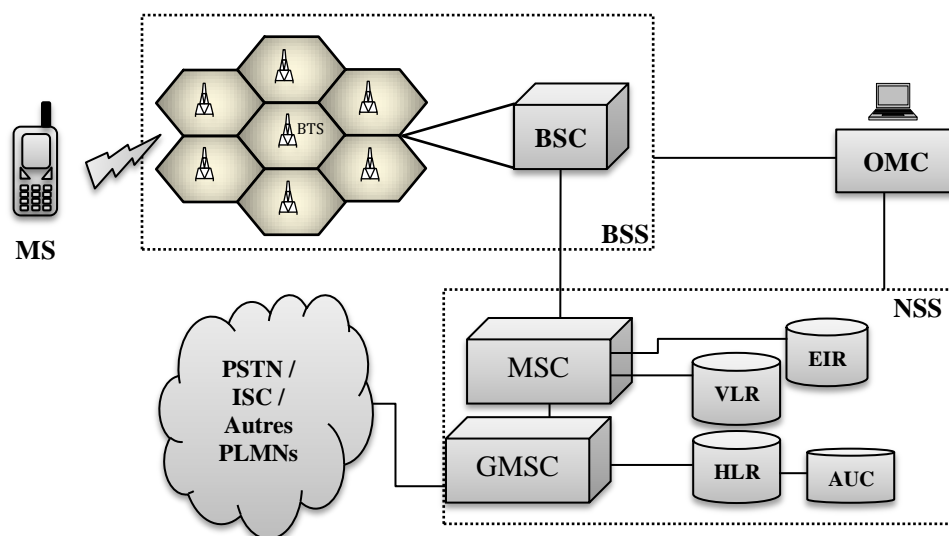 BTS
BSC
OMC
MS
BSS
NSS
PSTN /
ISC /
Autres
PLMNs
MSC
EIR
VLR
GMSC
HLR
AUC